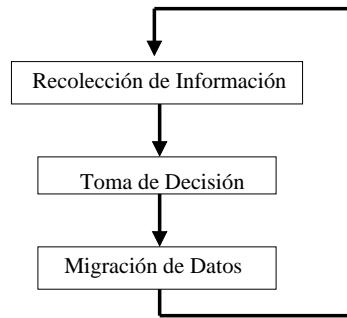 Recolección de Información
Toma de Decisión
Migración de Datos